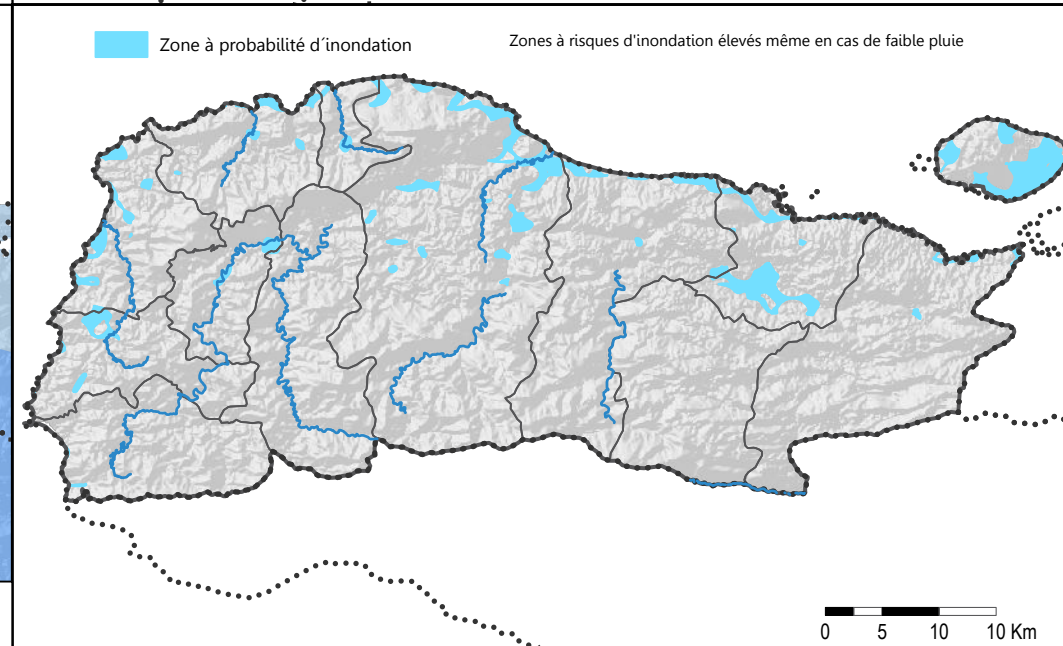 Zone à probabilité d´inondation
Zones à risques d'inondation élevés même en cas de faible pluie
0 5 10 10 Km